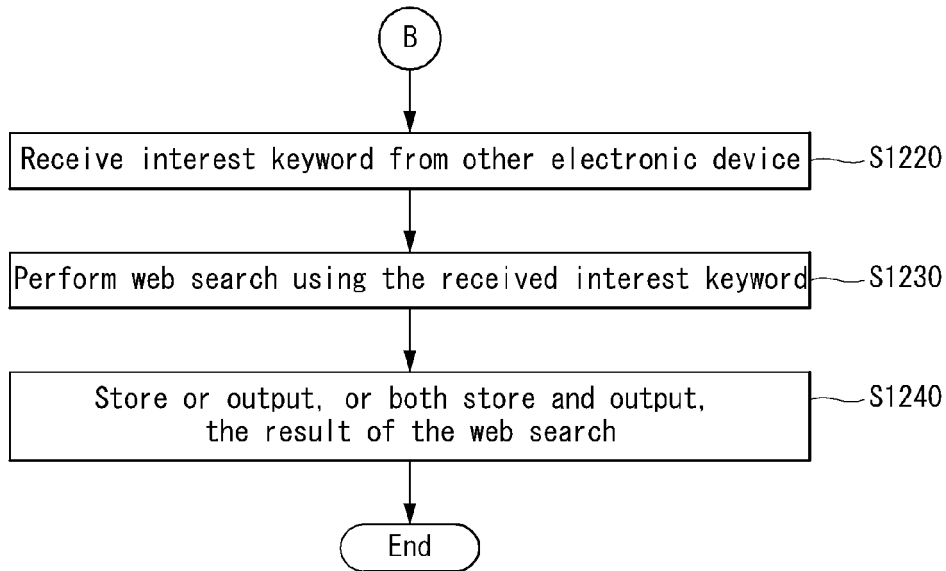 B
Receive interest keyword from other electronic device
S1220
Perform web search using the received interest keyword
S1230
Store or output, or both store and output,
the result of the web search
S1240
End